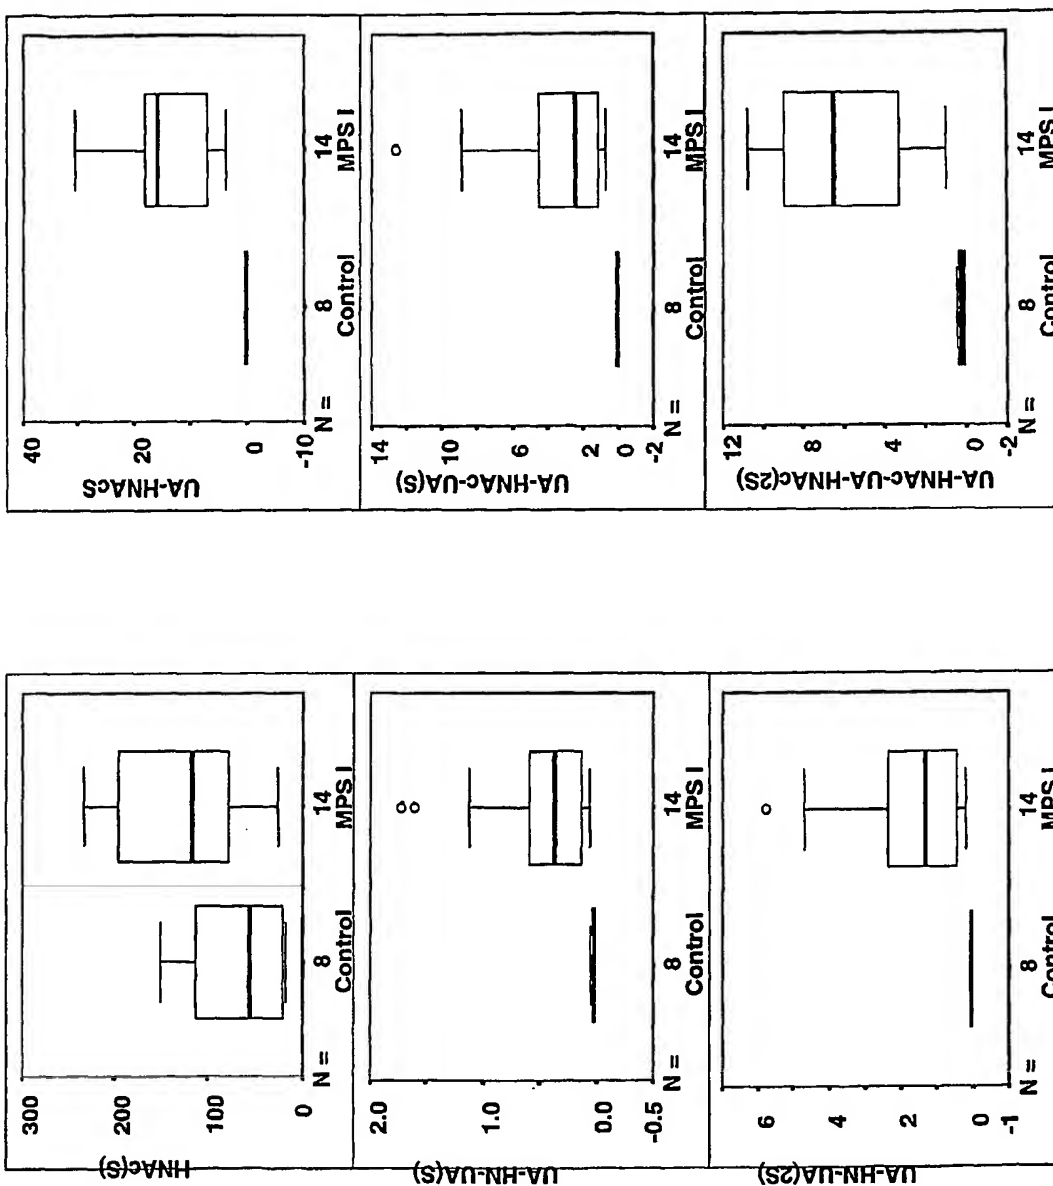 HNAc(S)
300
200
100
0
N =
8
14
Control
MPS I
UA-HN-UA(S)
2.0
1.0
0.0
-0.5
N =
8
14
Control
MPS I
UA-HN-UA(2S)
6
4
2
0
-1
N =
8
14
Control
MPS I
UA-HNAcS
40
20
0
-10
N =
8
14
Control
MPS I
UA-HNAc-UA(S)
14
10
6
2
0
-2
N =
8
14
Control
MPS I
UA-HNAc-UA-HNAc(2S)
12
8
4
0
-2
N =
8
14
Control
MPS I